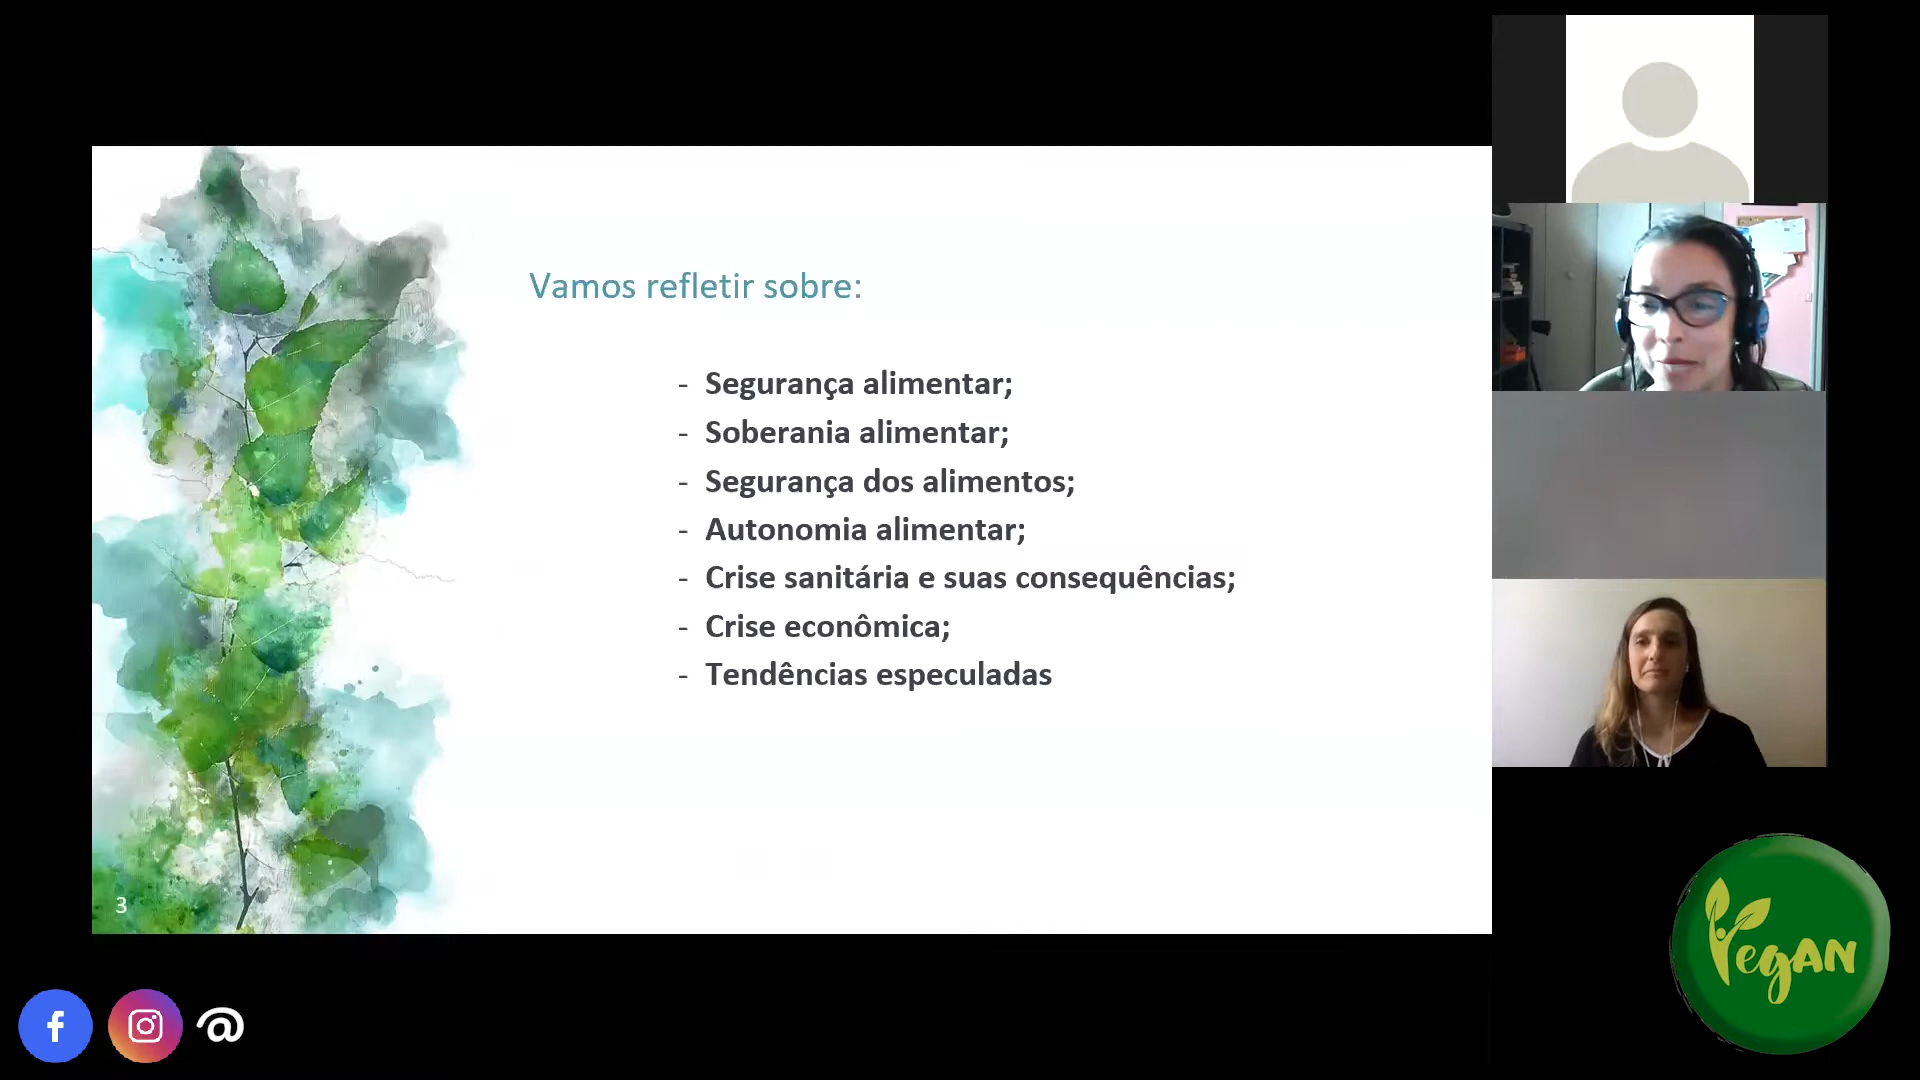 Vamos refletir sobre:
- Segurança alimentar;
- Soberania alimentar;
- Segurança dos alimentos;
- Autonomia alimentar;
- Crise sanitária e suas consequências;
- Crise econômica;
- Tendências especuladas
3
Vegan
f
@